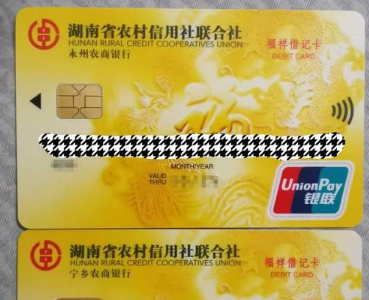 湖南省农村信用社联合社
HUNAN RURAL CREDIT COOPERATIVES UNION
永州农商银行
福祥借记卡
DEBIT CARD
MONTH/YEAR
VALID
THRU
UnionPay
银联
湖南省农村信用社联合社
HUNAN RURAL CREDIT COOPERATIVES UNION
宁乡农商银行
福祥借记卡
DEBIT CARD